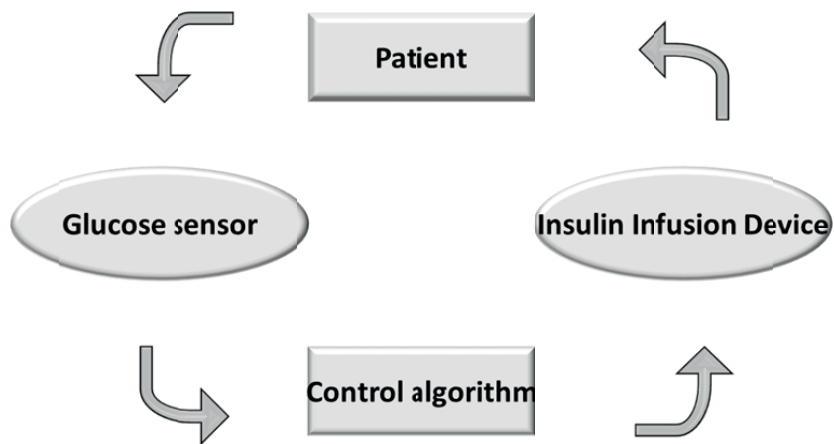 Patient
Glucose sensor
Insulin Infusion Device
Control algorithm